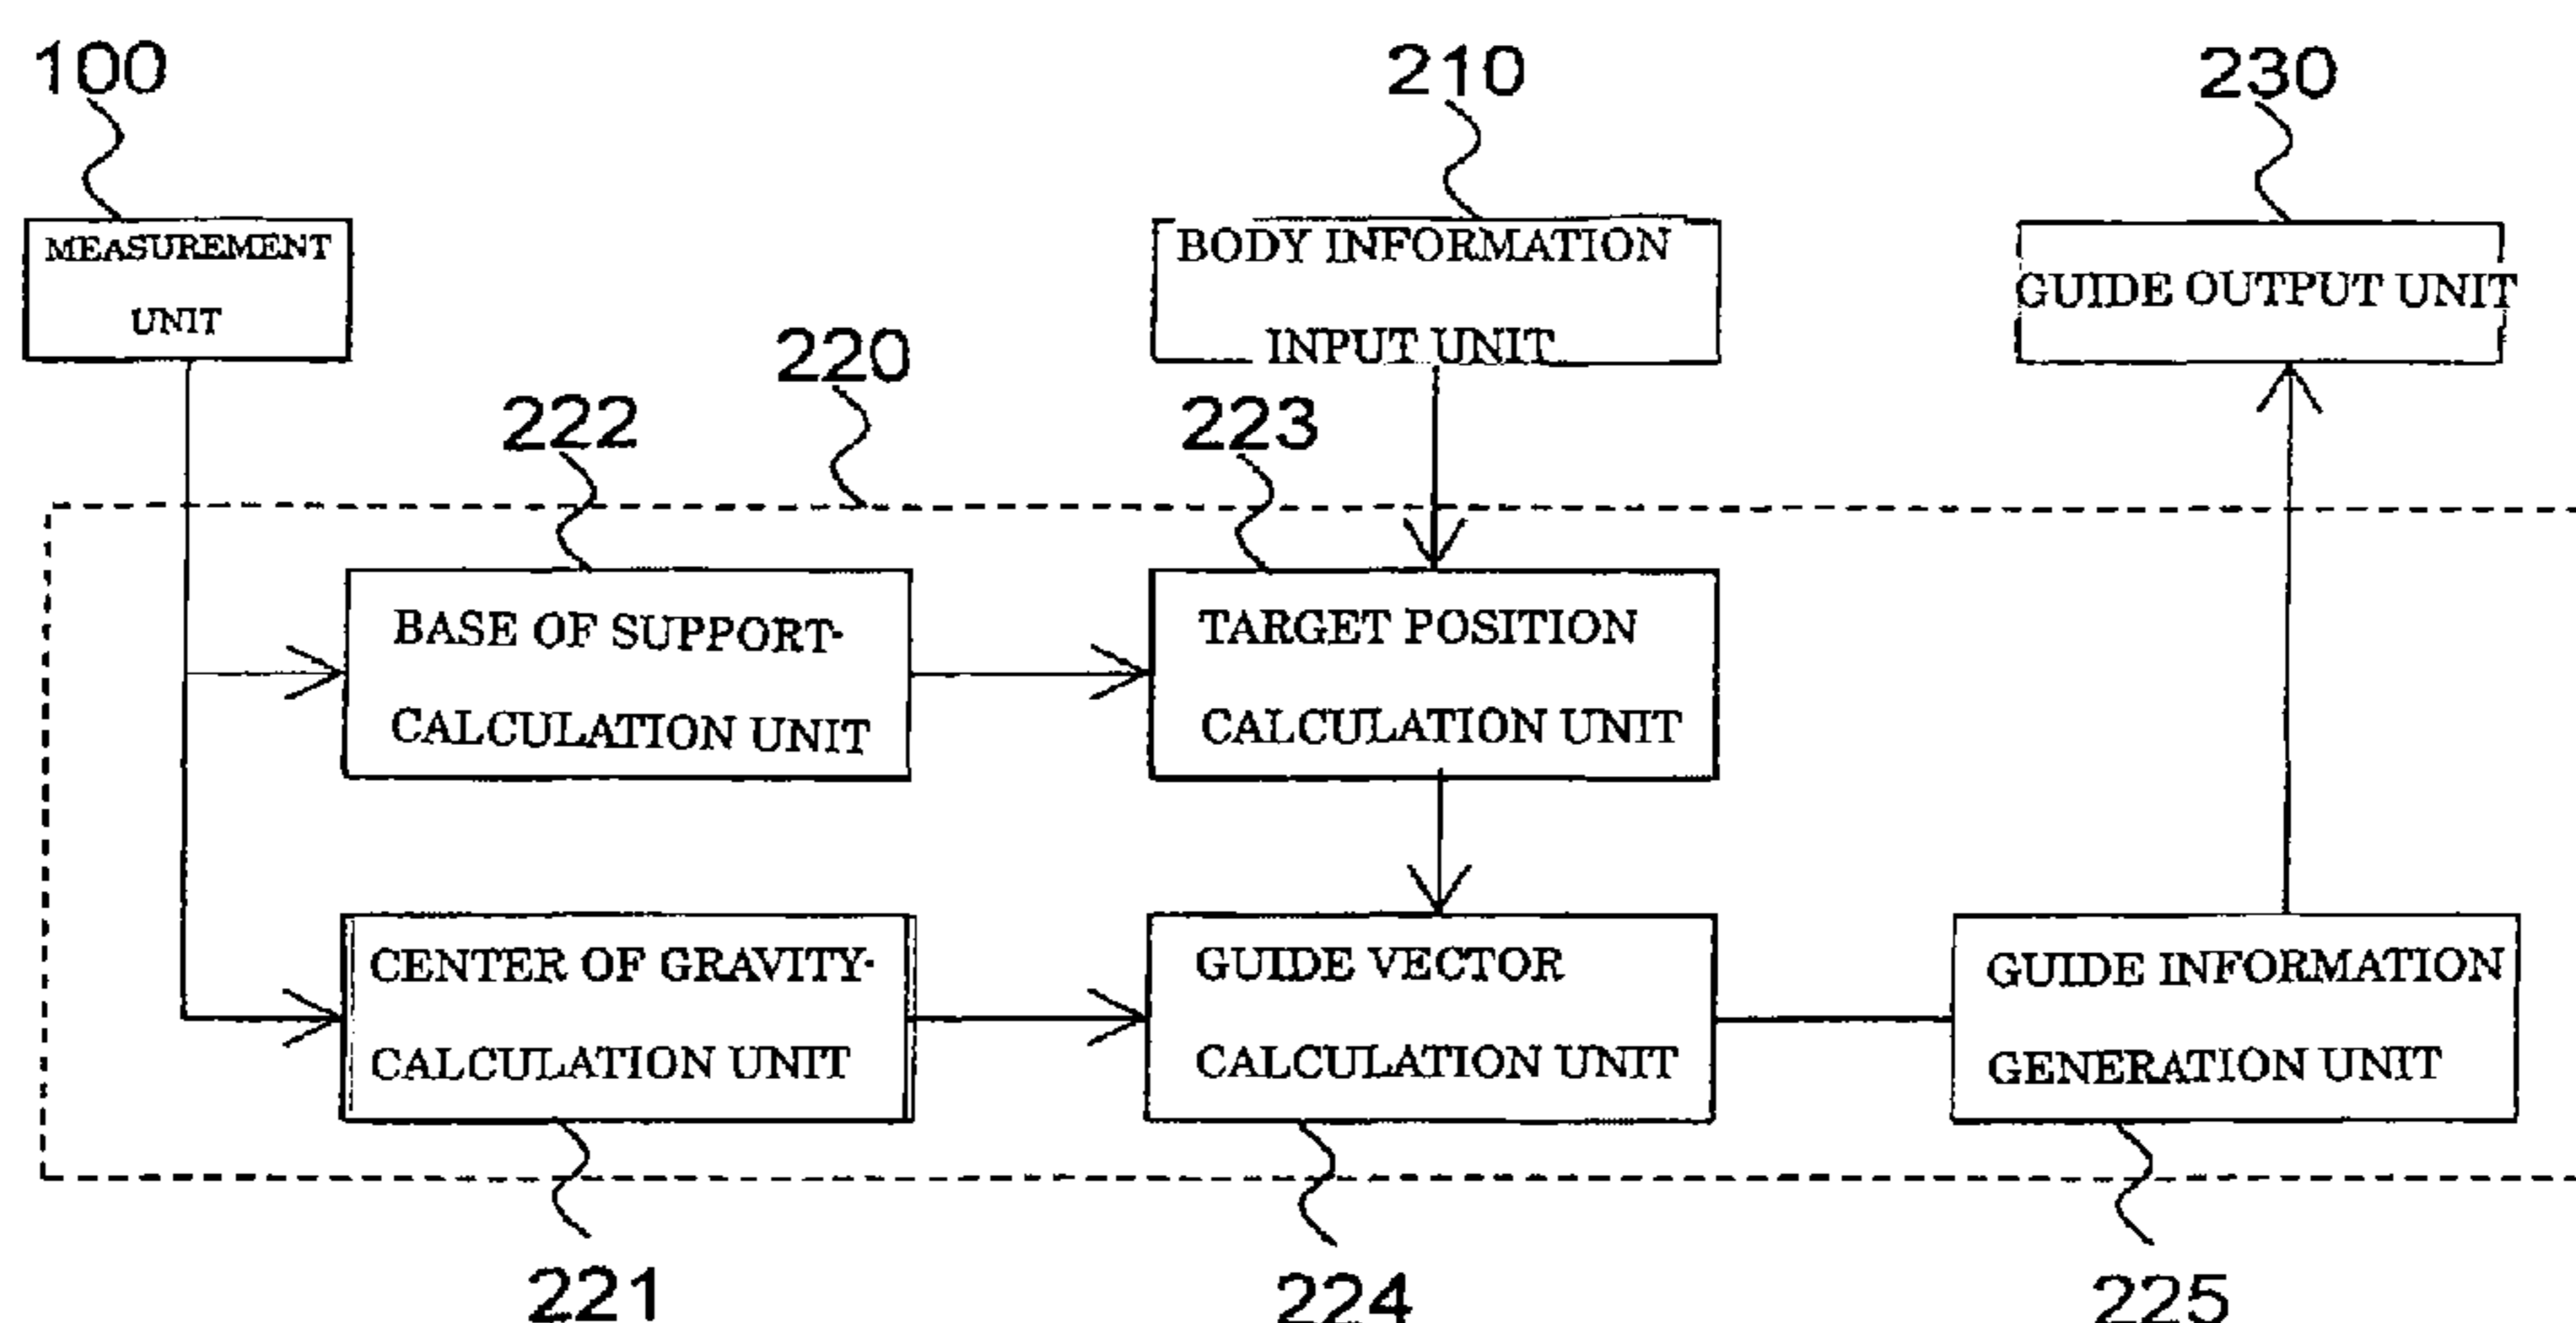 100
210
230
MEASUREMENT
UNIT
BODY INFORMATION
INPUT UNIT
GUIDE OUTPUT UNIT
220
222
223
BASE OF SUPPORT-
CALCULATION UNIT
TARGET POSITION
CALCULATION UNIT
CENTER OF GRAVITY-
CALCULATION UNIT
GUIDE VECTOR
CALCULATION UNIT
GUIDE INFORMATION
GENERATION UNIT
221
224
225